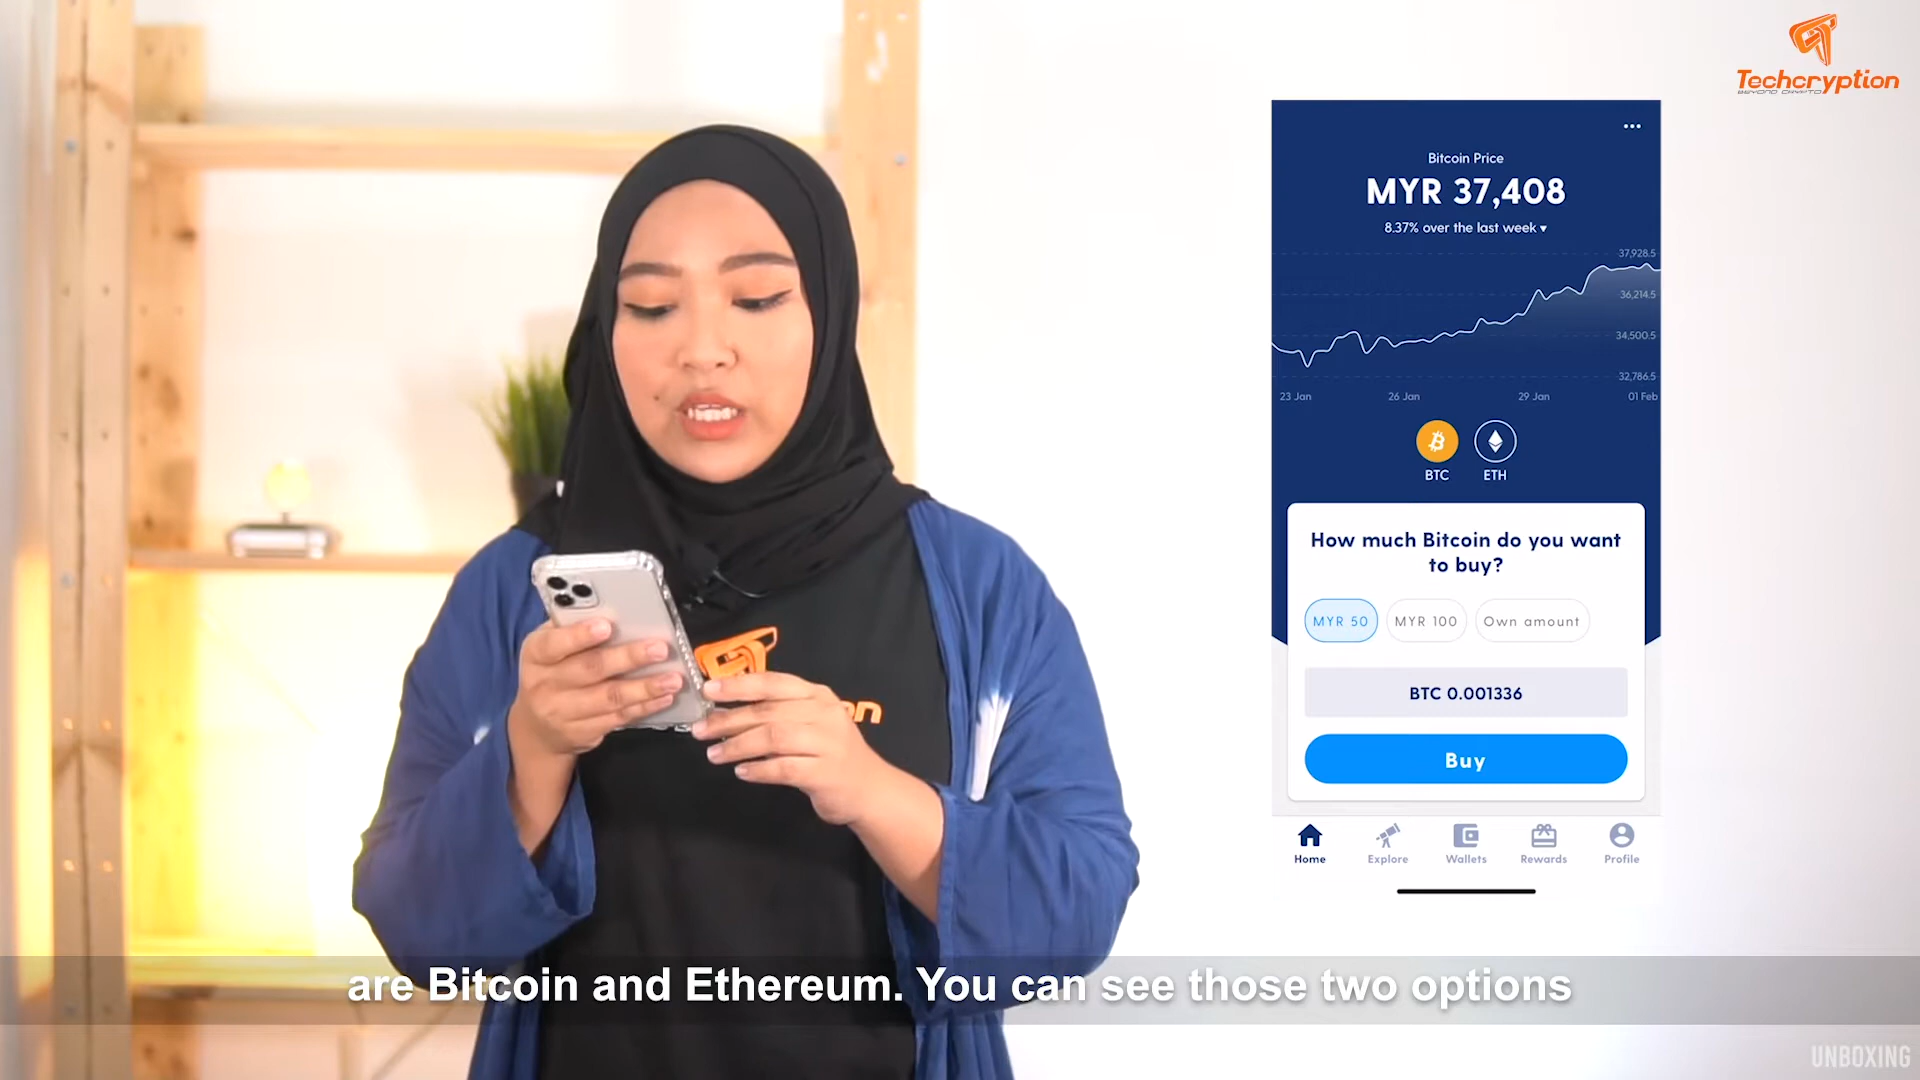 Techcryption
BEYOND CRYPTO
Bitcoin Price
MYR 37,408
8.37% over the last week ▾
37,928.5
36,214.5
34,500.5
32,786.5
23 Jan
26 Jan
29 Jan
01 Feb
BTC
ETH
How much Bitcoin do you want
to buy?
MYR 50
MYR 100
Own amount
BTC 0.001336
Buy
Home
Explore
Wallets
Rewards
Profile
on
are Bitcoin and Ethereum. You can see those two options
UNBOXING